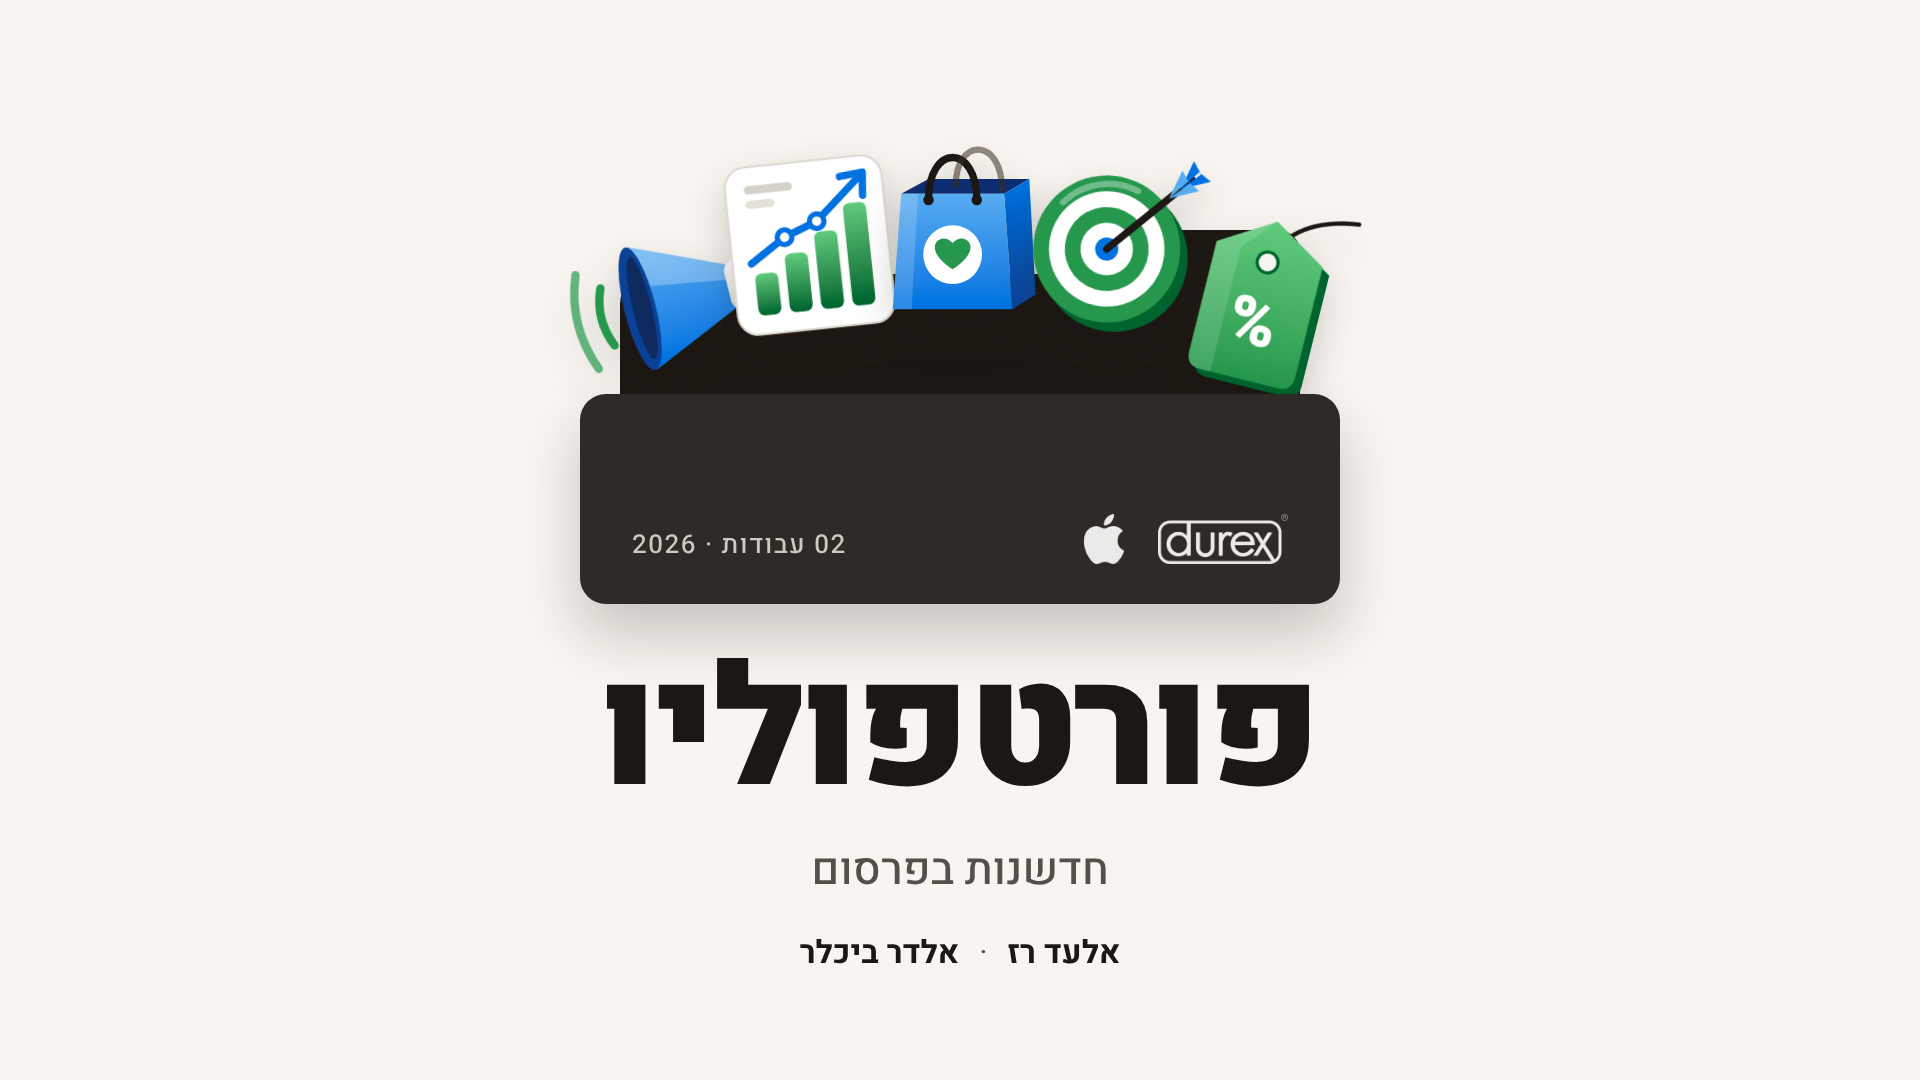 %
durex®
02 עבודות · 2026
פורטפוליו
חדשנות בפרסום
אלעד רז · אלדר ביכלר